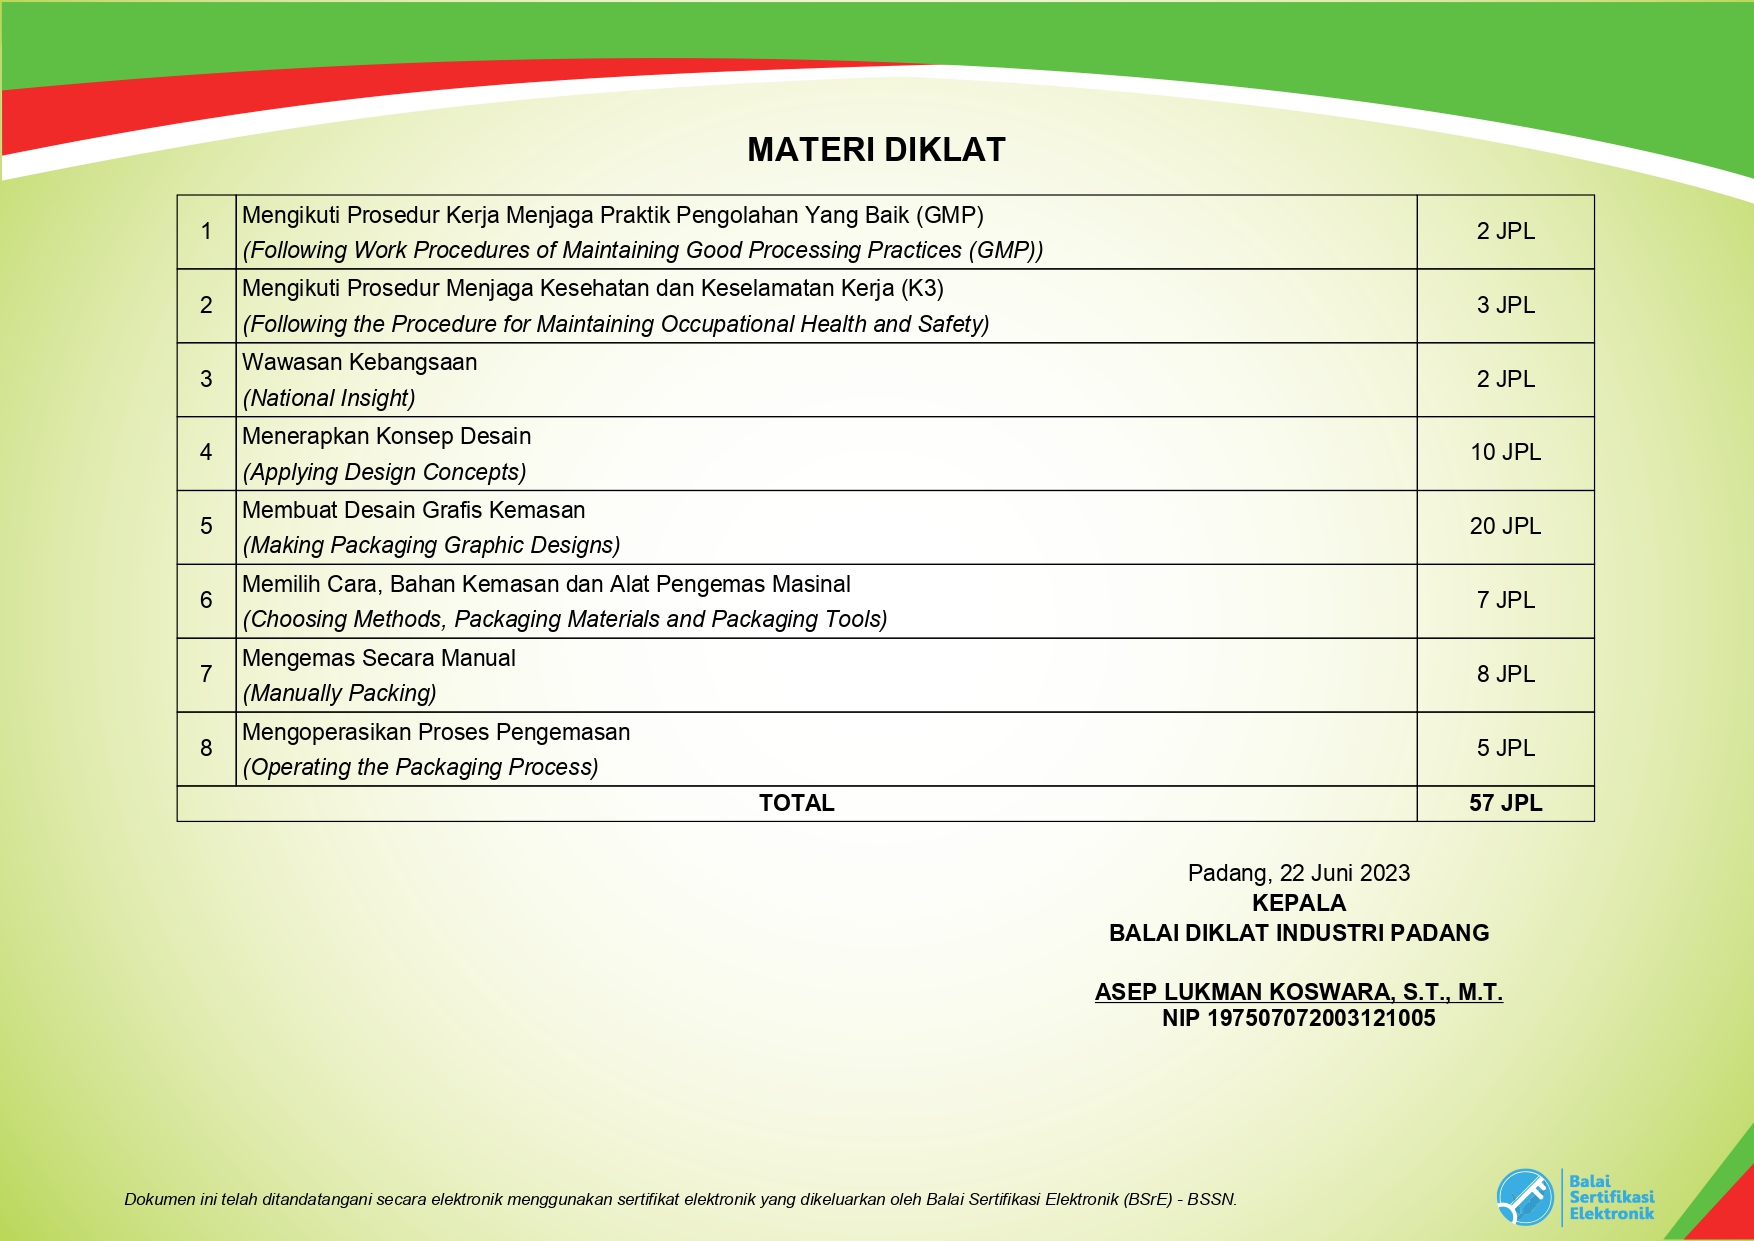 MATERI DIKLAT
1
Mengikuti Prosedur Kerja Menjaga Praktik Pengolahan Yang Baik (GMP)
(Following Work Procedures of Maintaining Good Processing Practices (GMP))
2 JPL
2
Mengikuti Prosedur Menjaga Kesehatan dan Keselamatan Kerja (K3)
(Following the Procedure for Maintaining Occupational Health and Safety)
3 JPL
3
Wawasan Kebangsaan
(National Insight)
2 JPL
4
Menerapkan Konsep Desain
(Applying Design Concepts)
10 JPL
5
Membuat Desain Grafis Kemasan
(Making Packaging Graphic Designs)
20 JPL
6
Memilih Cara, Bahan Kemasan dan Alat Pengemas Masinal
(Choosing Methods, Packaging Materials and Packaging Tools)
7 JPL
7
Mengemas Secara Manual
(Manually Packing)
8 JPL
8
Mengoperasikan Proses Pengemasan
(Operating the Packaging Process)
5 JPL
TOTAL
57 JPL
Padang, 22 Juni 2023
KEPALA
BALAI DIKLAT INDUSTRI PADANG
ASEP LUKMAN KOSWARA, S.T., M.T.
NIP 197507072003121005
Dokumen ini telah ditandatangani secara elektronik menggunakan sertifikat elektronik yang dikeluarkan oleh Balai Sertifikasi Elektronik (BSrE) - BSSN.
Balai
Sertifikasi
Elektronik